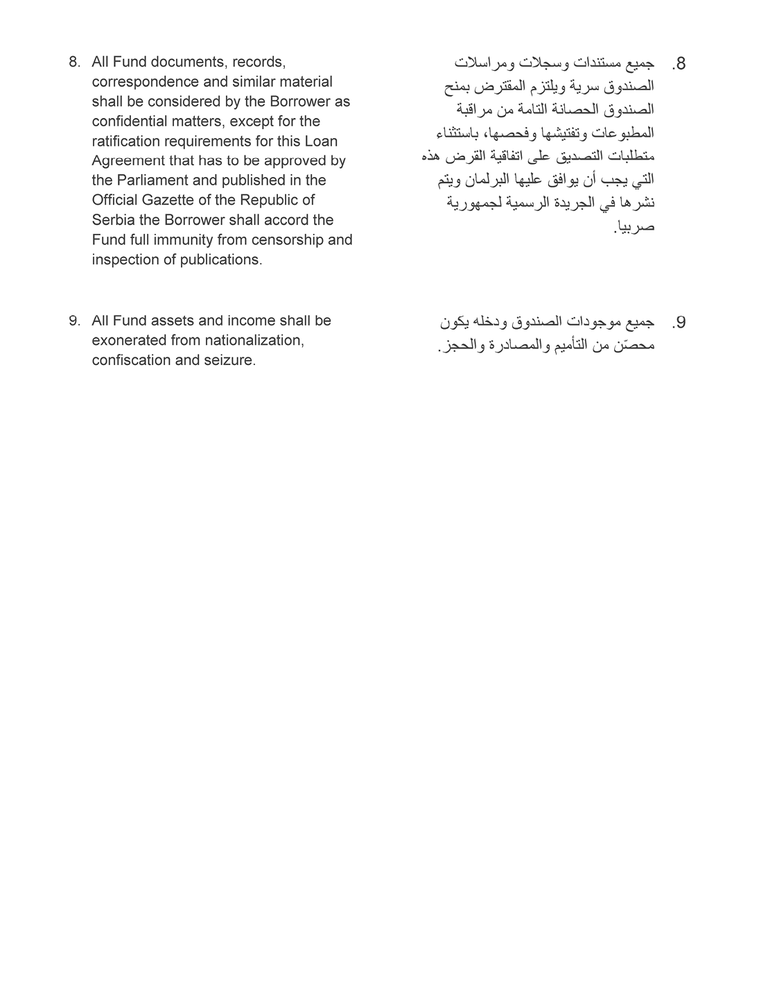 8. All Fund documents, records,
correspondence and similar material
shall be considered by the Borrower as
confidential matters, except for the
ratification requirements for this Loan
Agreement that has to be approved by
the Parliament and published in the
Official Gazette of the Republic of
Serbia the Borrower shall accord the
Fund full immunity from censorship and
inspection of publications.
9. All Fund assets and income shall be
exonerated from nationalization,
confiscation and seizure.
8. جميع مستندات وسجلات ومراسلات
الصندوق سرية ويلتزم المقترض بمنح
الصندوق الحصانة التامة من مراقبة
المطبوعات وتفتيشها وفحصها، باستثناء
متطلبات التصديق على اتفاقية القرض هذه
التي يجب أن يوافق عليها البرلمان ويتم
نشرها في الجريدة الرسمية لجمهورية
صربيا.
9. جميع موجودات الصندوق ودخله يكون
محصّن من التأميم والمصادرة والحجز.